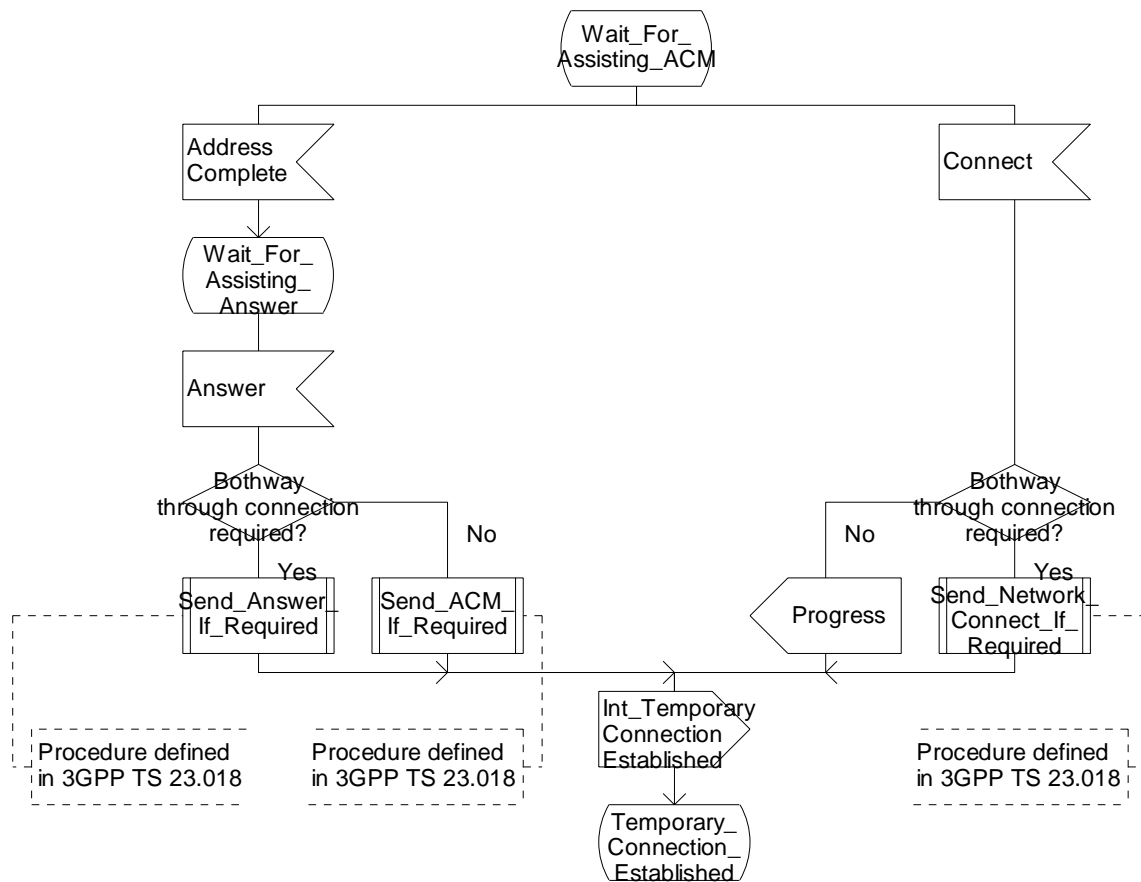 Wait_For_
Assisting_ACM
Address
Complete
Connect
Wait_For_
Assisting_
Answer
Answer
Bothway
through connection
required?
No
Yes
Bothway
through connection
required?
No
Yes
Send_Answer_
If_Required
Send_ACM_
If_Required
Progress
Send_Network_
Connect_If_
Required
Int_Temporary
Connection
Established
Procedure defined
in 3GPP TS 23.018
Procedure defined
in 3GPP TS 23.018
Procedure defined
in 3GPP TS 23.018
Temporary_
Connection_
Established